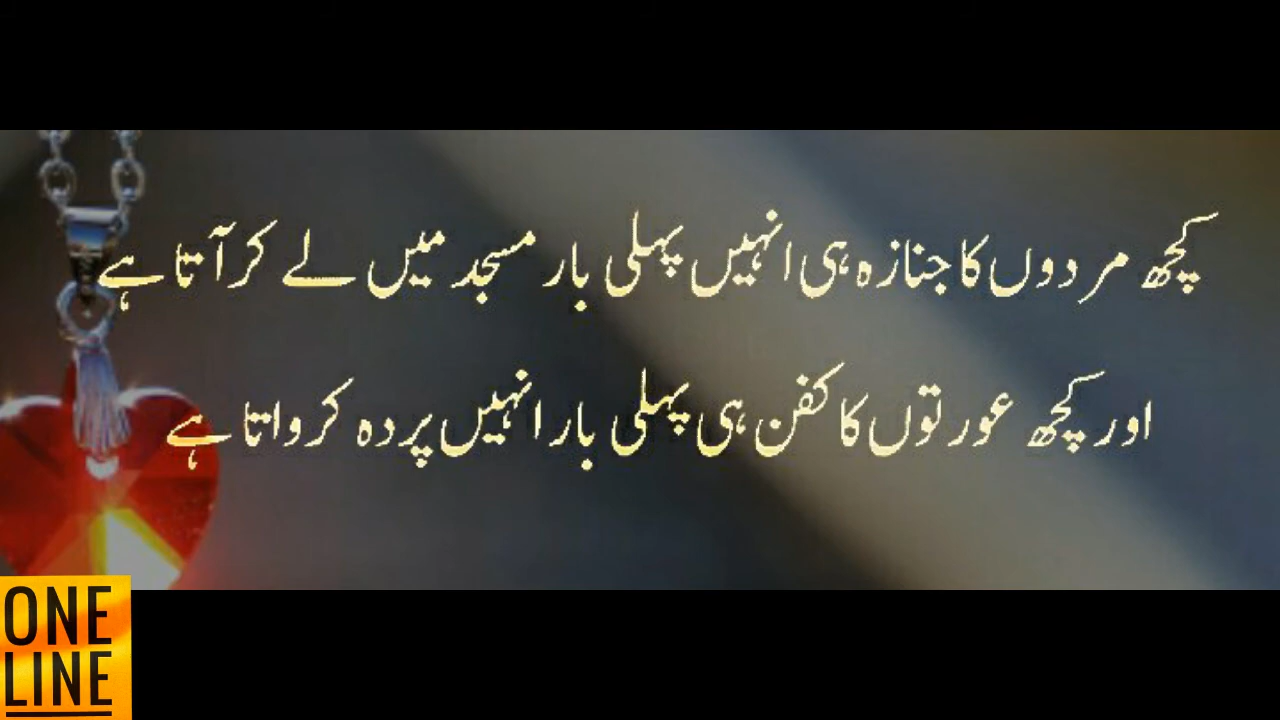 کچھ مردوں کا جنازہ ہی انہیں پہلی بار مسجد میں لے کر آتا ہے
اور کچھ عورتوں کا کفن ہی پہلی بار انہیں پردہ کرواتا ہے
ONE
LINE